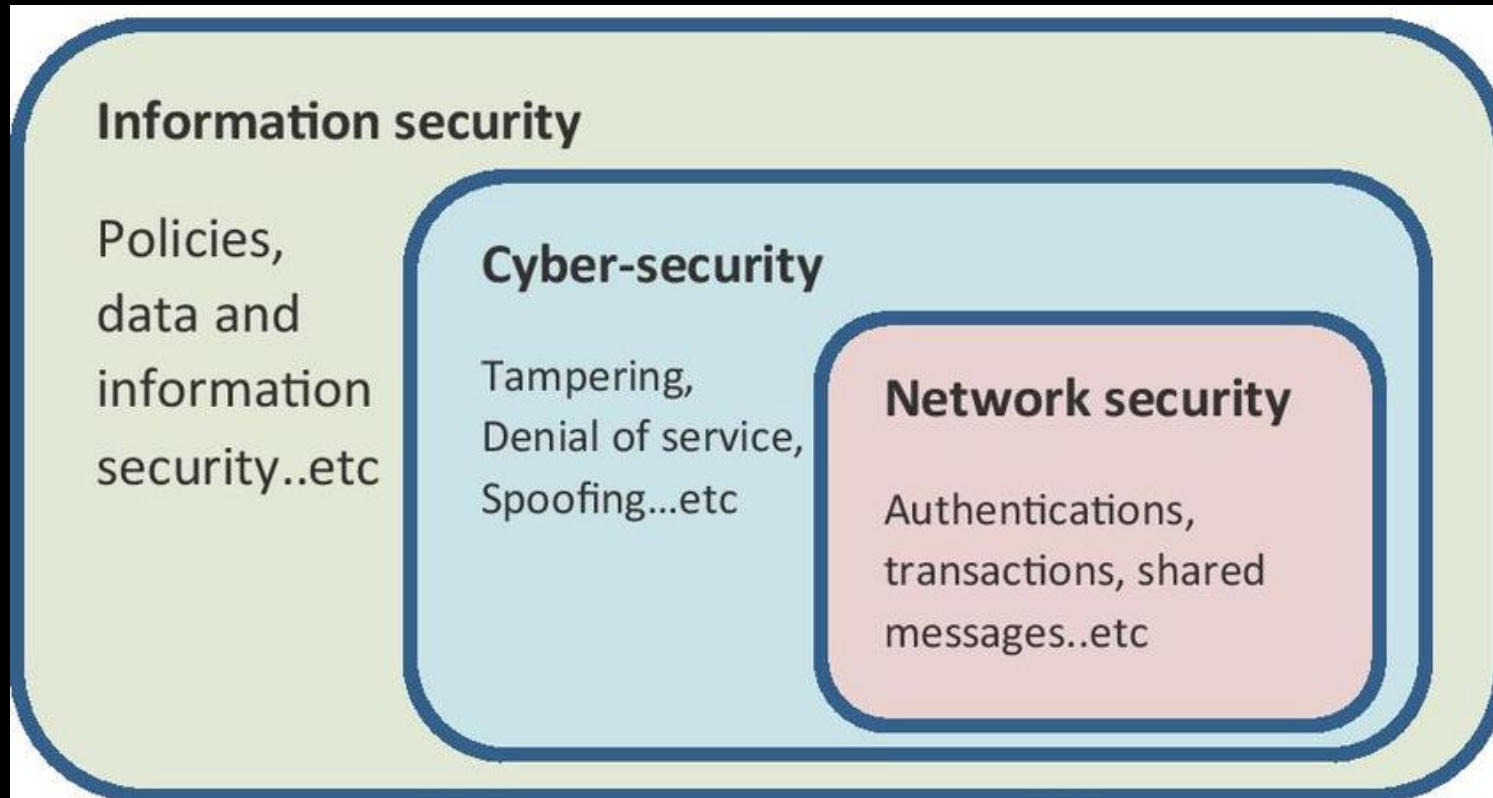 Information security
Policies,
data and
information
security..etc
Cyber-security
Tampering,
Denial of service,
Spoofing...etc
Network security
Authentications,
transactions, shared
messages..etc